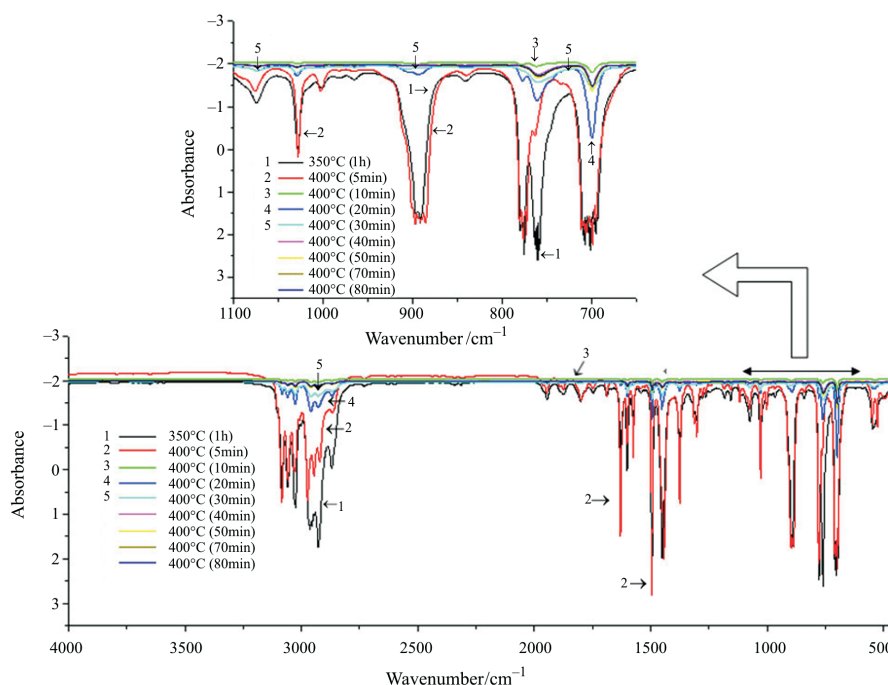 −3
−2
−1
0
1
2
3
Absorbance
5
5
3
5
1
2
2
4
1
1 350°C (1h)
2 400°C (5min)
3 400°C (10min)
4 400°C (20min)
5 400°C (30min)
400°C (40min)
400°C (50min)
400°C (70min)
400°C (80min)
1100 1000 900 800 700
Wavenumber/cm⁻¹
−3
−2
−1
0
1
2
3
Absorbance
5
3
4
2
1
2
2
1 350°C (1h)
2 400°C (5min)
3 400°C (10min)
4 400°C (20min)
5 400°C (30min)
400°C (40min)
400°C (50min)
400°C (70min)
400°C (80min)
4000 3500 3000 2500 2000 1500 1000 500
Wavenumber/cm⁻¹